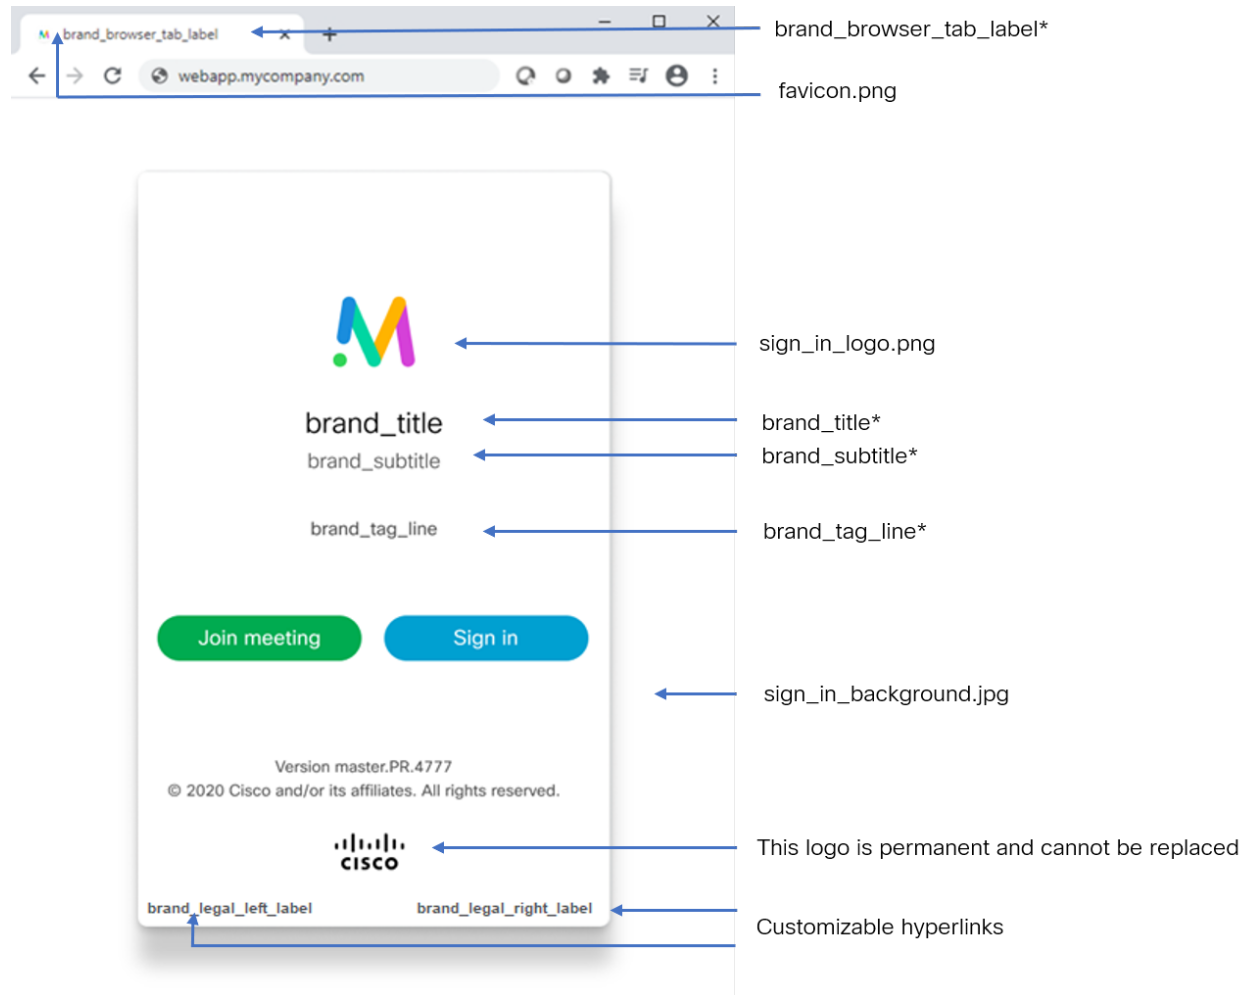 brand_browser_tab_label
brand_browser_tab_label*
webapp.mycompany.com
favicon.png
sign_in_logo.png
brand_title
brand_title*
brand_subtitle
brand_subtitle*
brand_tag_line
brand_tag_line*
Join meeting
Sign in
sign_in_background.jpg
Version master.PR.4777
© 2020 Cisco and/or its affiliates. All rights reserved.
CISCO
This logo is permanent and cannot be replaced
brand_legal_left_label
brand_legal_right_label
Customizable hyperlinks